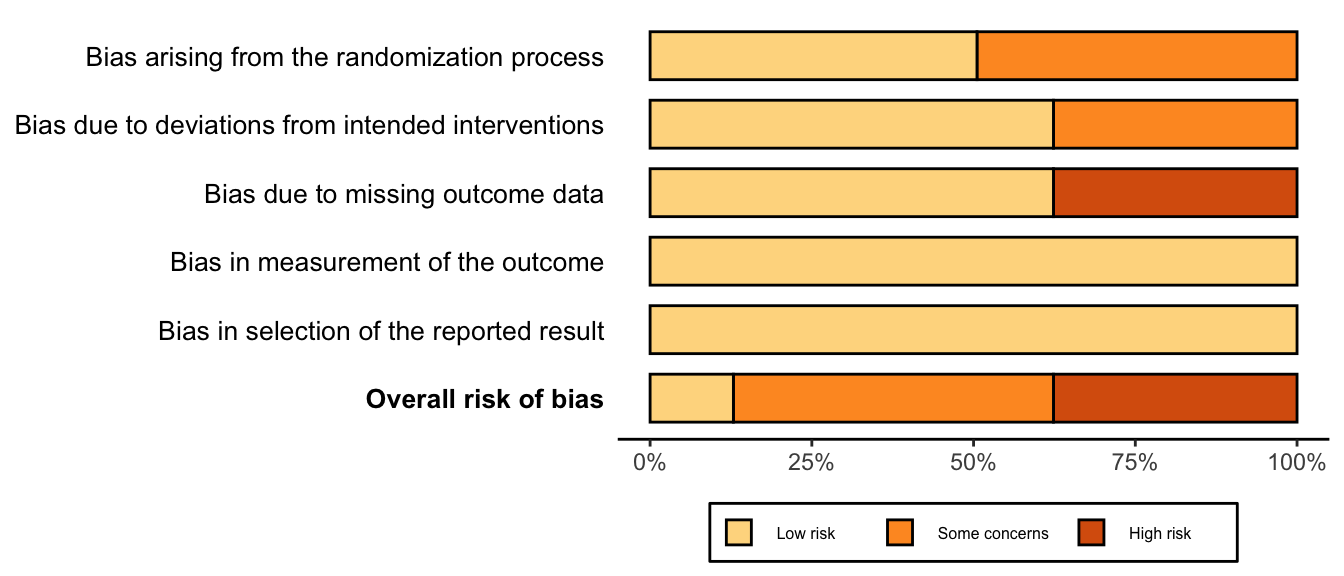 Bias arising from the randomization process
Bias due to deviations from intended interventions
Bias due to missing outcome data
Bias in measurement of the outcome
Bias in selection of the reported result
Overall risk of bias
0% 25% 50% 75% 100%
Low risk Some concerns High risk